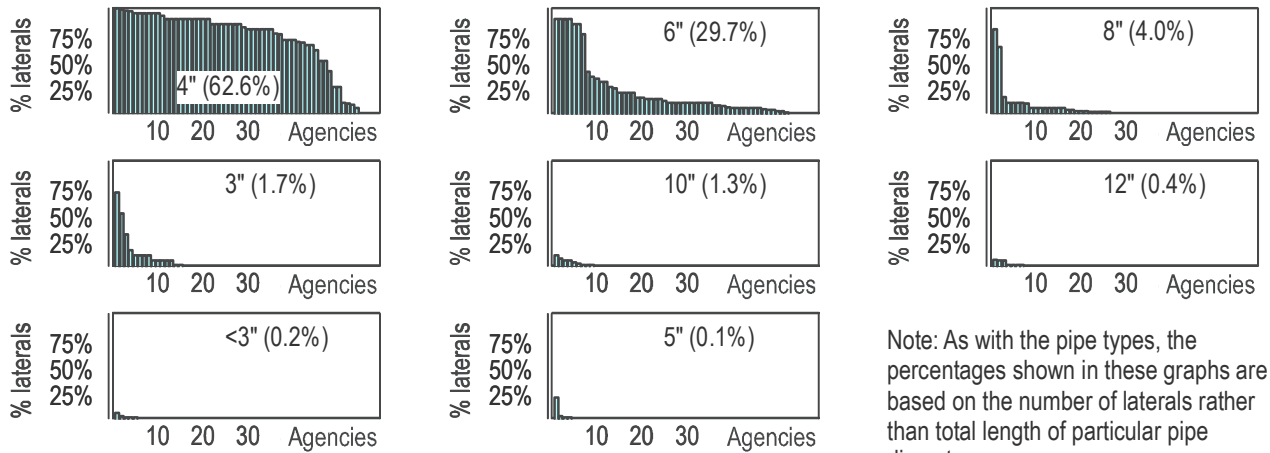 % laterals
75%
50%
25%
4" (62.6%)
10 20 30 Agencies
% laterals
75%
50%
25%
6" (29.7%)
10 20 30 Agencies
% laterals
75%
50%
25%
8" (4.0%)
10 20 30 Agencies
% laterals
75%
50%
25%
3" (1.7%)
10 20 30 Agencies
% laterals
75%
50%
25%
10" (1.3%)
10 20 30 Agencies
% laterals
75%
50%
25%
12" (0.4%)
10 20 30 Agencies
% laterals
75%
50%
25%
<3" (0.2%)
10 20 30 Agencies
% laterals
75%
50%
25%
5" (0.1%)
10 20 30 Agencies
Note: As with the pipe types, the
percentages shown in these graphs are
based on the number of laterals rather
than total length of particular pipe